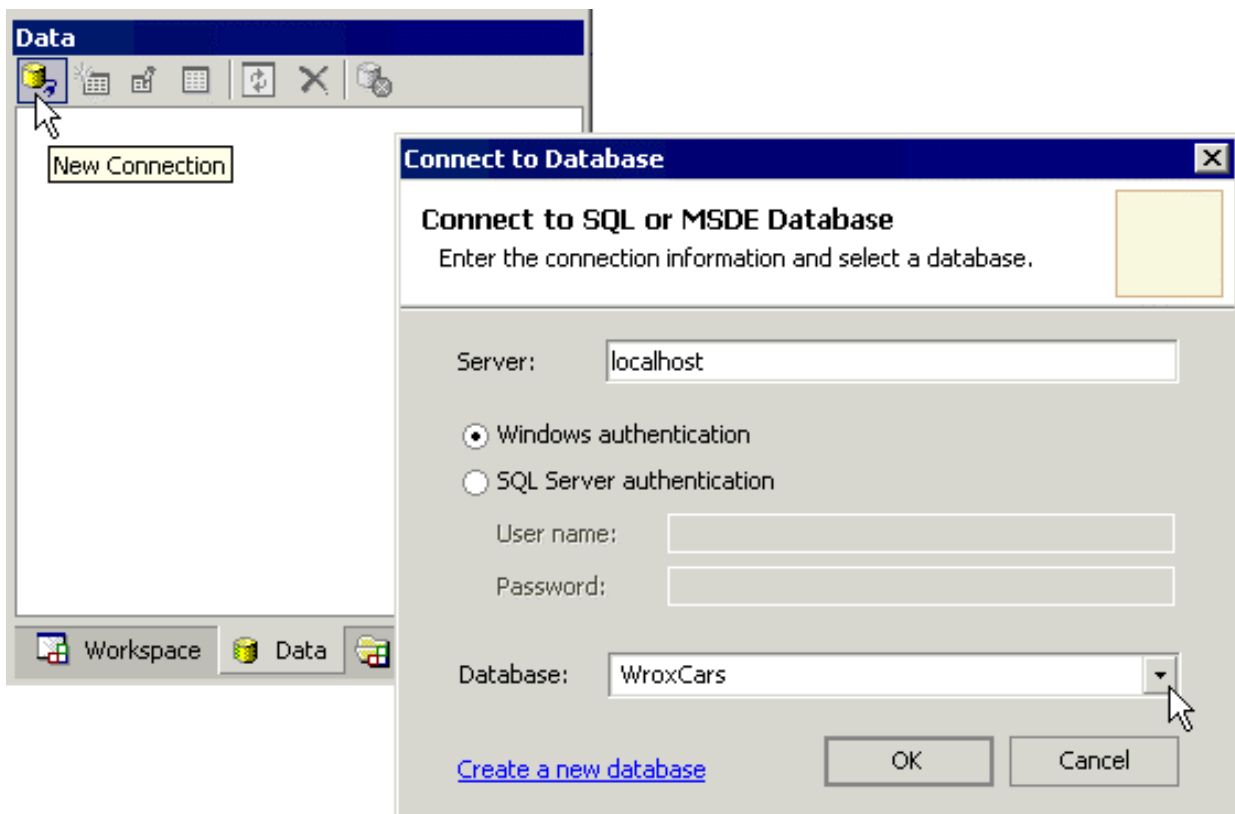 Data
New Connection
Workspace
Data
Connect to Database
Connect to SQL or MSDE Database
Enter the connection information and select a database.
Server:
localhost
Windows authentication
SQL Server authentication
User name:
Password:
Database:
WroxCars
Create a new database
OK
Cancel